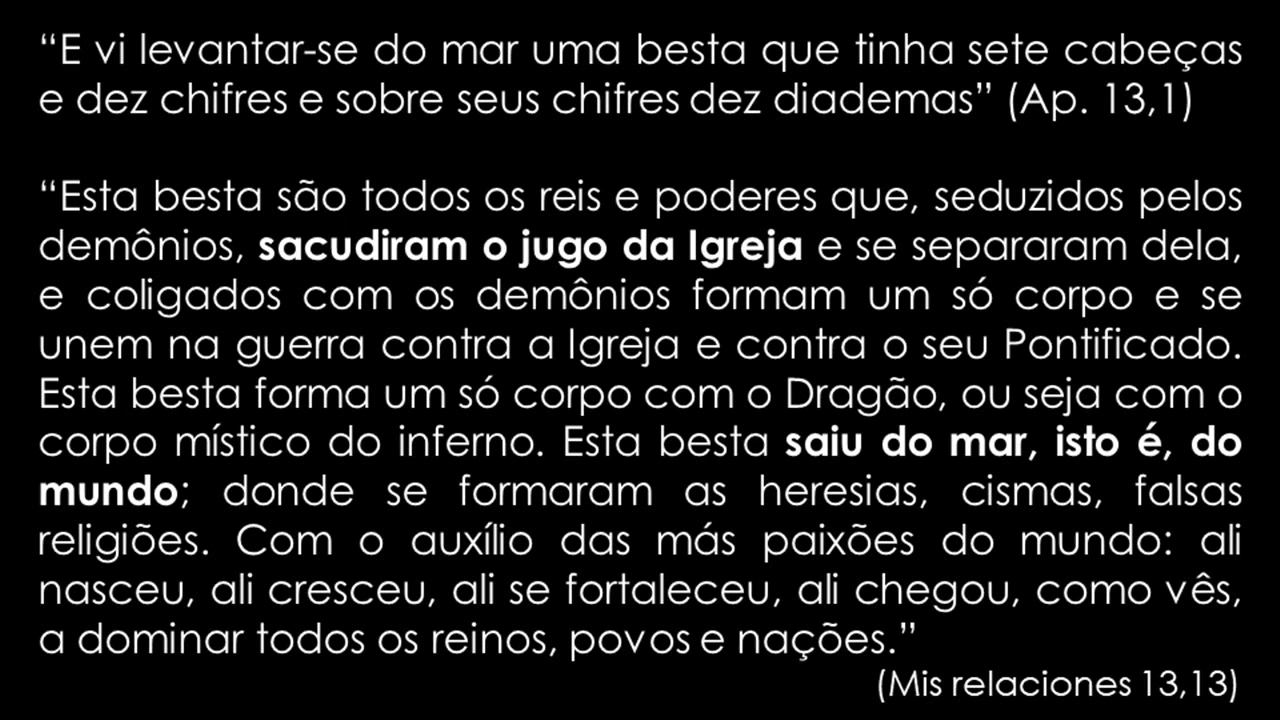 “E vi levantar-se do mar uma besta que tinha sete cabeças
e dez chifres e sobre seus chifres dez diademas” (Ap. 13,1)
“Esta besta são todos os reis e poderes que, seduzidos pelos
demônios, sacudiram o jugo da Igreja e se separaram dela,
e coligados com os demônios formam um só corpo e se
unem na guerra contra a Igreja e contra o seu Pontificado.
Esta besta forma um só corpo com o Dragão, ou seja com o
corpo místico do inferno. Esta besta saiu do mar, isto é, do
mundo; donde se formaram as heresias, cismas, falsas
religiões. Com o auxílio das más paixões do mundo: ali
nasceu, ali cresceu, ali se fortaleceu, ali chegou, como vês,
a dominar todos os reinos, povos e nações.”
(Mis relaciones 13,13)